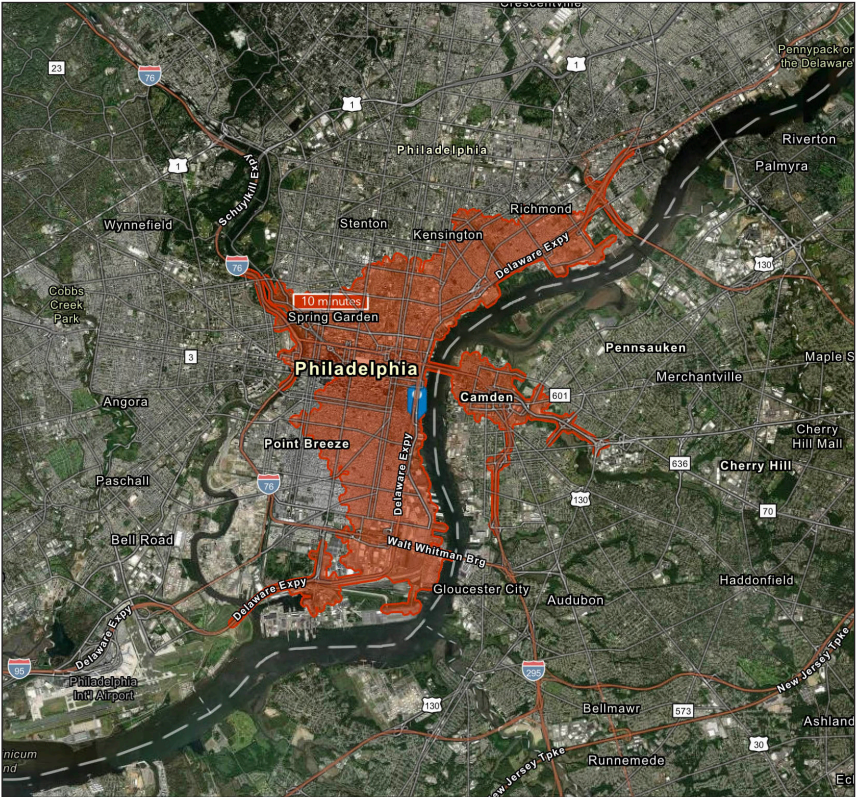 Crescentville
Pennypack on
the Delaware
23
76
1
1
1
Philadelphia
Riverton
Palmyra
Schuylkill Expy
Wynnefield
Stenton
Richmond
Kensington
Delaware Expy
76
130
Cobbs
Creek
Park
10 minutes
Spring Garden
3
Pennsauken
Maple S
Philadelphia
Merchantville
Angora
Camden
601
Cherry
Hill Mall
Point Breeze
Delaware Expy
636
Cherry Hill
Paschall
76
130
70
Bell Road
Walt Whitman Brg
Delaware Expy
Gloucester City
Audubon
Haddonfield
Delaware Expy
95
Philadelphia
Int'l Airport
295
New Jersey Tpke
130
Bellmawr
573
Ashland
30
nicum
nd
ew Jersey Tpke
Runnemede
Ecl